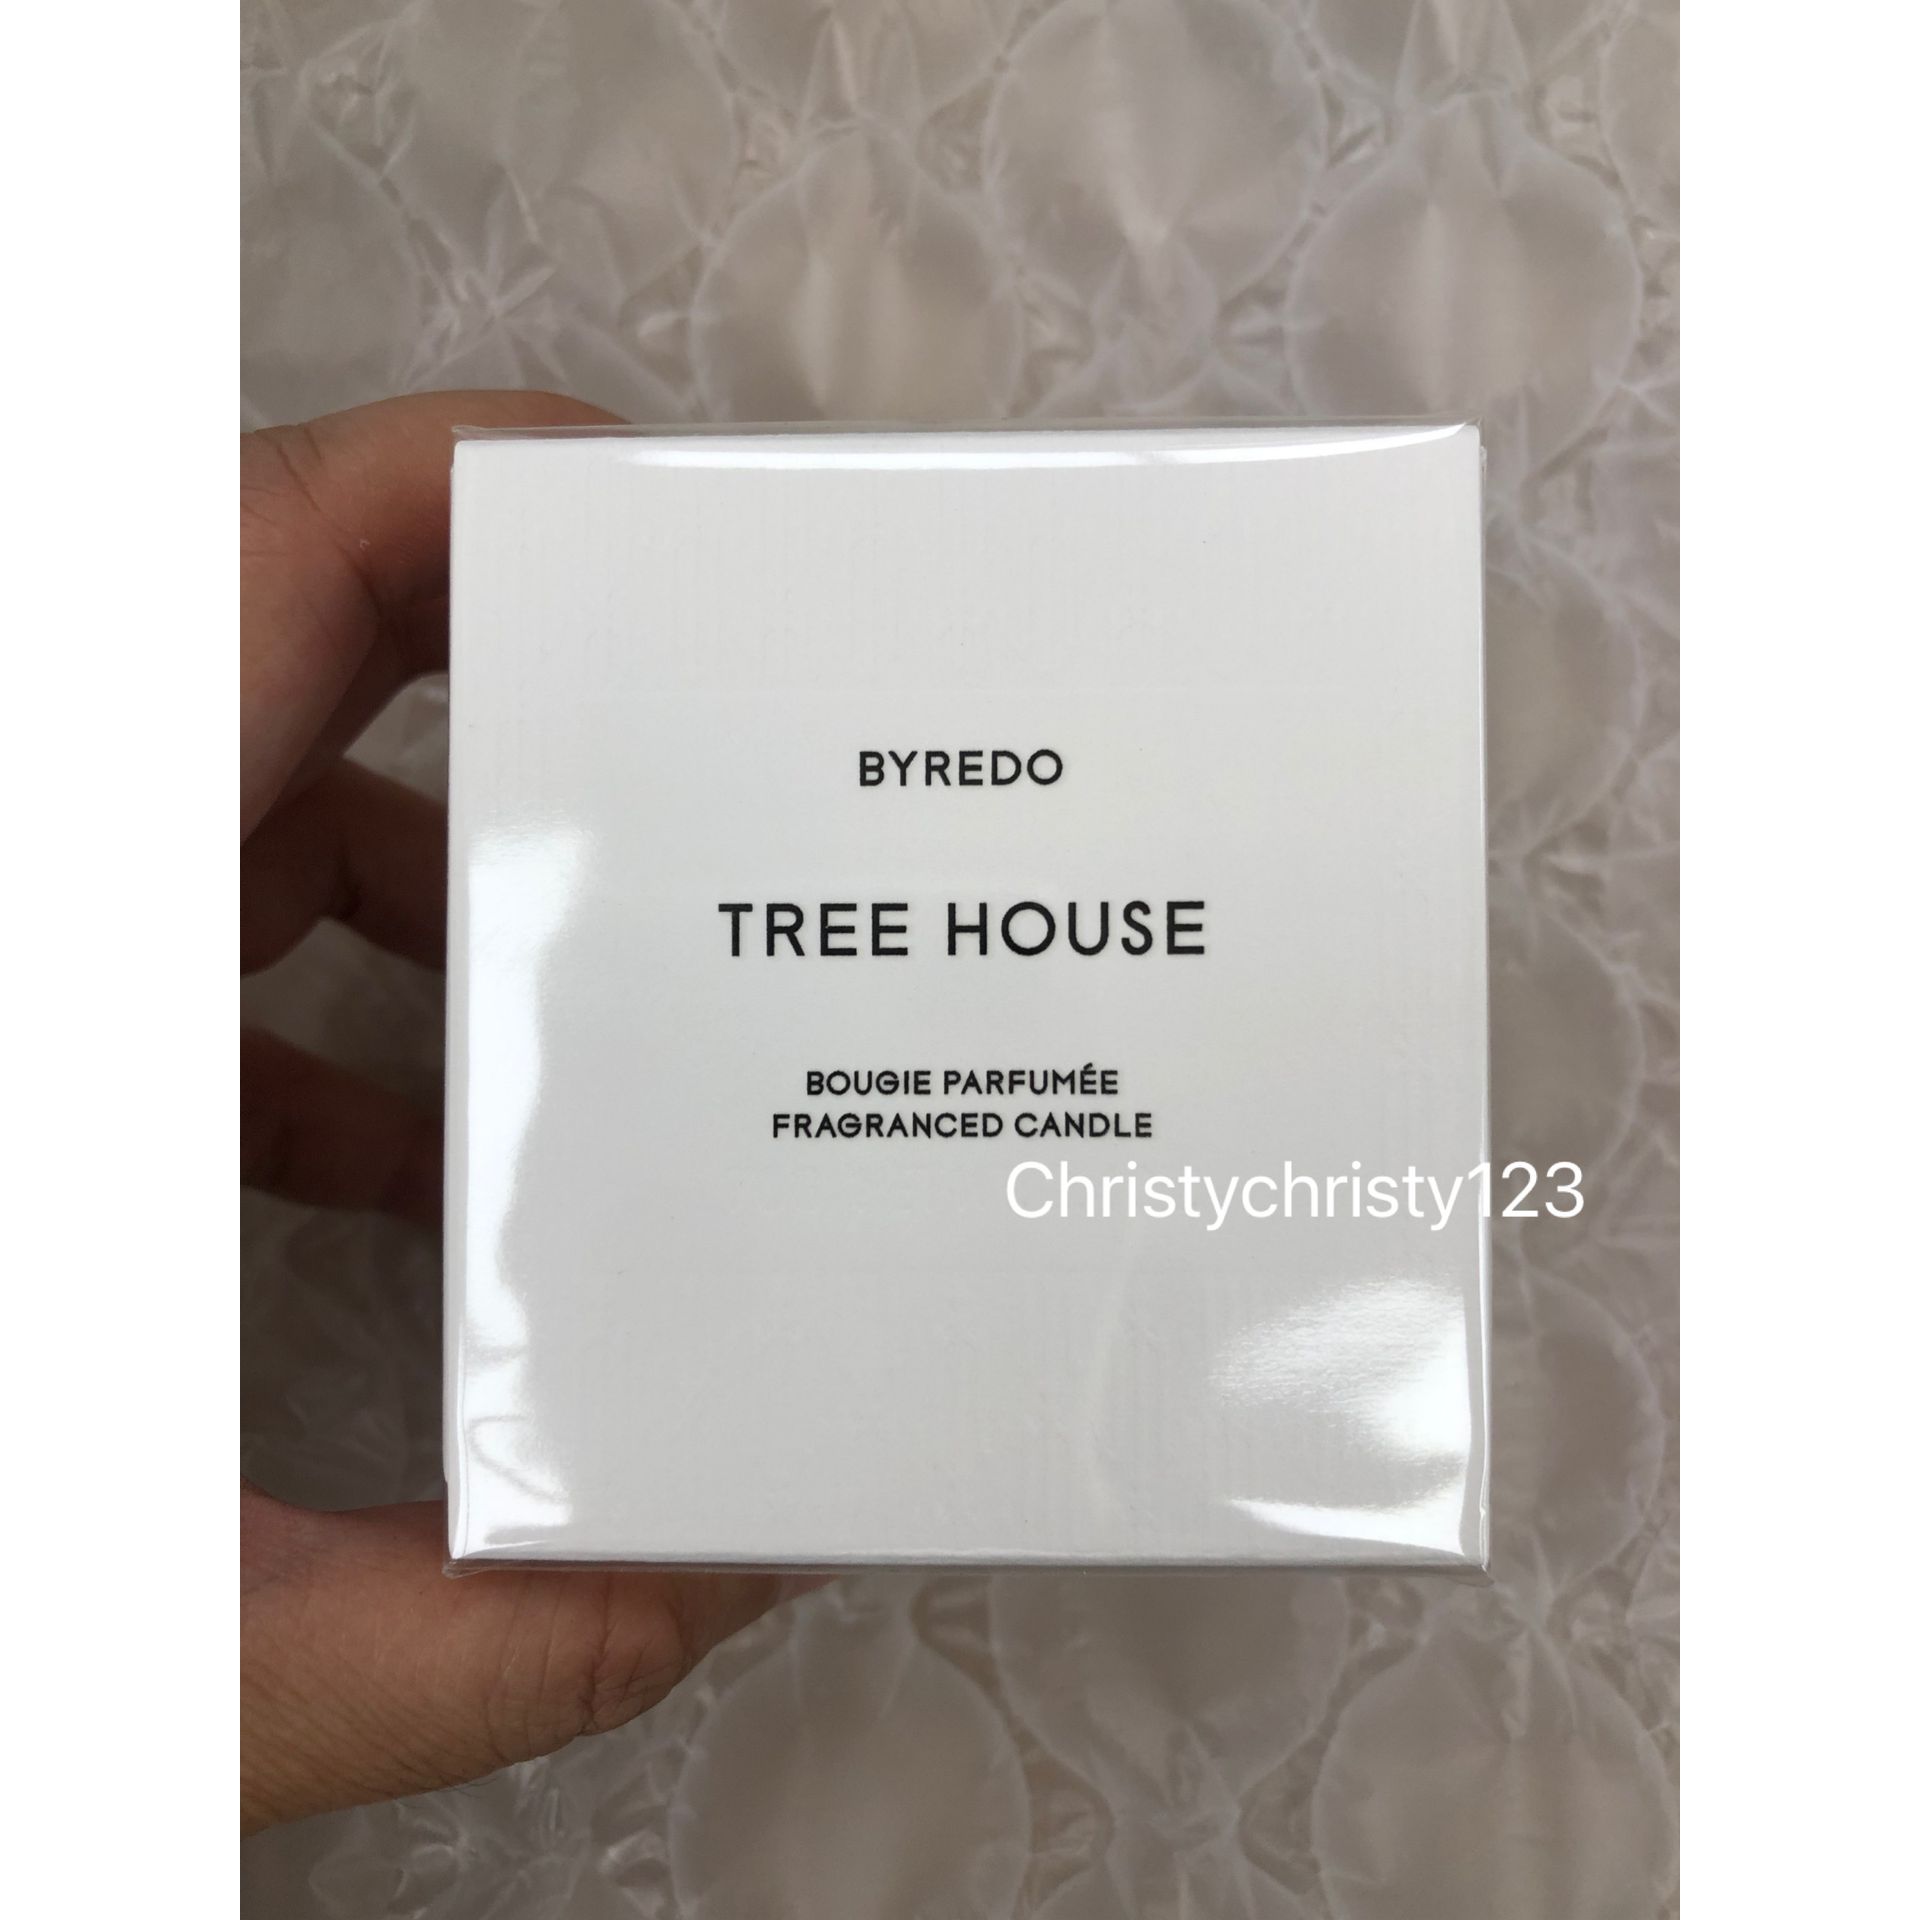 BYREDO
TREE HOUSE
BOUGIE PARFUMÉE
FRAGRANCED CANDLE
Christychristy123